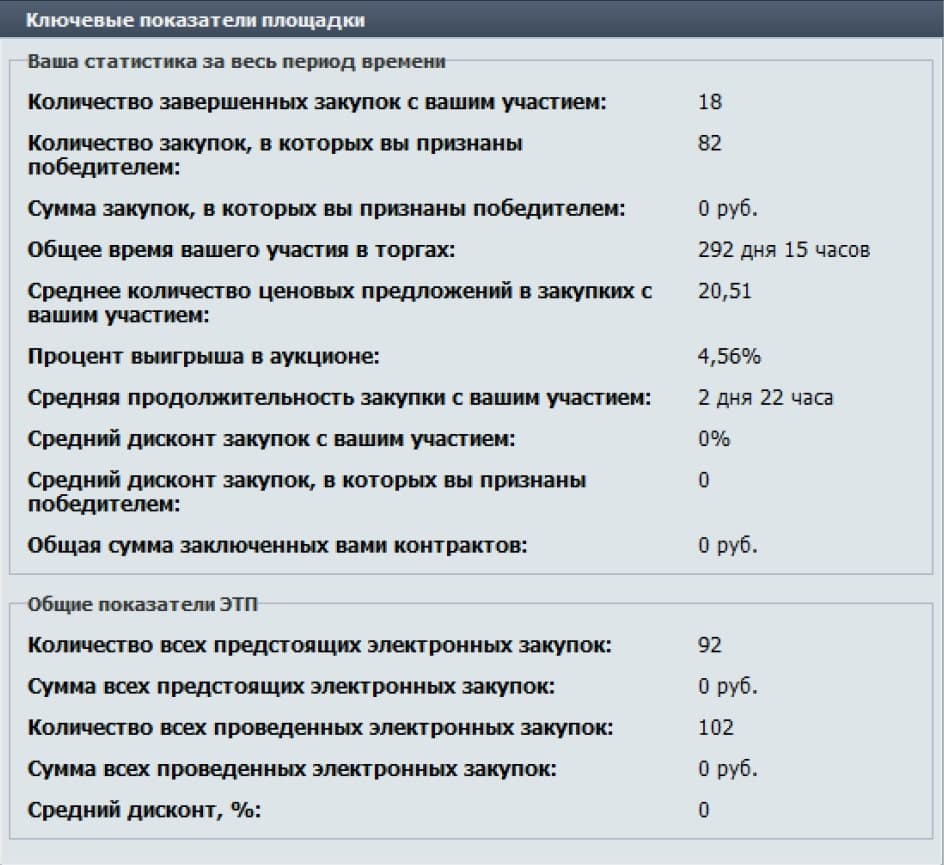 Ключевые показатели площадки
Ваша статистика за весь период времени
Количество завершенных закупок с вашим участием: 18
Количество закупок, в которых вы признаны 82
победителем:
Сумма закупок, в которых вы признаны победителем: 0 руб.
Общее время вашего участия в торгах: 292 дня 15 часов
Среднее количество ценовых предложений в закупких с 20,51
вашим участием:
Процент выигрыша в аукционе: 4,56%
Средняя продолжительность закупки с вашим участием: 2 дня 22 часа
Средний дисконт закупок с вашим участием: 0%
Средний дисконт закупок, в которых вы признаны 0
победителем:
Общая сумма заключенных вами контрактов: 0 руб.
Общие показатели ЭТП
Количество всех предстоящих электронных закупок: 92
Сумма всех предстоящих электронных закупок: 0 руб.
Количество всех проведенных электронных закупок: 102
Сумма всех проведенных электронных закупок: 0 руб.
Средний дисконт, %: 0